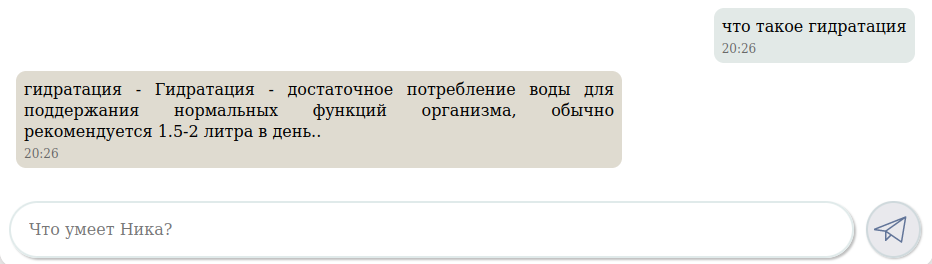 что такое гидратация
20:26
гидратация - Гидратация - достаточное потребление воды для
поддержания нормальных функций организма, обычно
рекомендуется 1.5-2 литра в день..
20:26
Что умеет Ника?